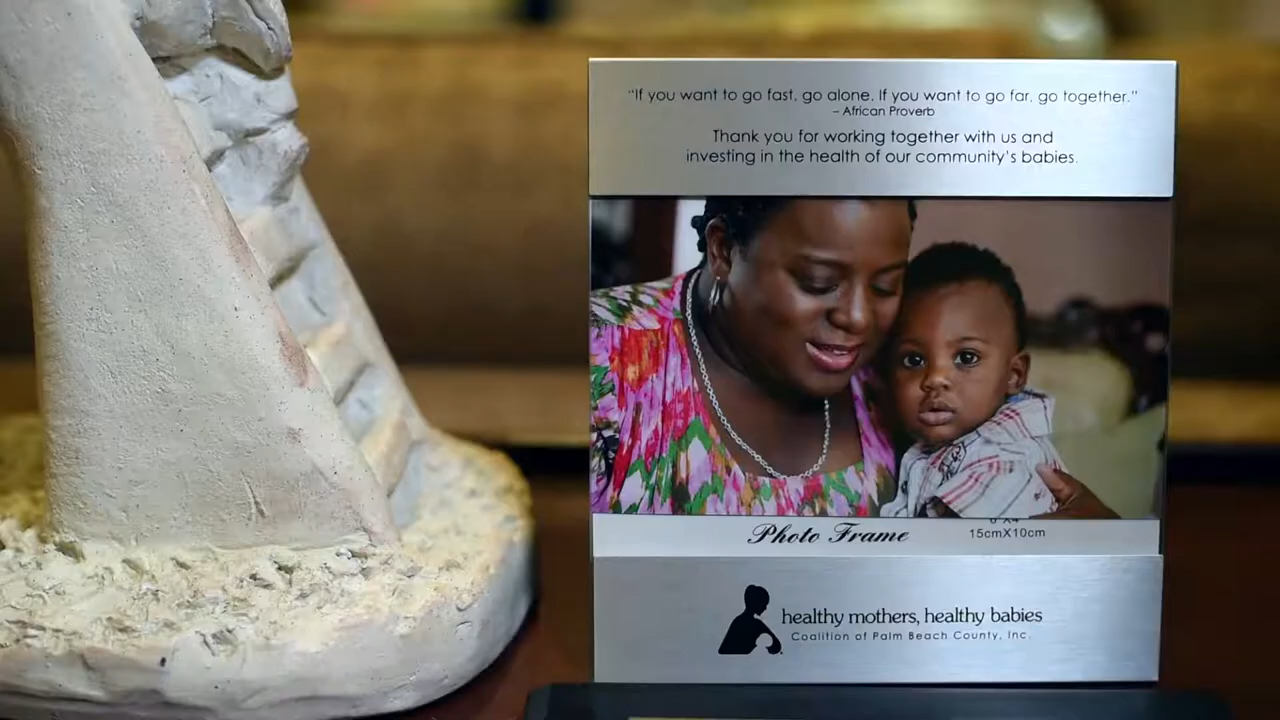 "If you want to go fast, go alone. If you want to go far, go together."
– African Proverb
Thank you for working together with us and
investing in the health of our community's babies.
Photo Frame
6"X4"
15cmX10cm
healthy mothers, healthy babies
Coalition of Palm Beach County, Inc.